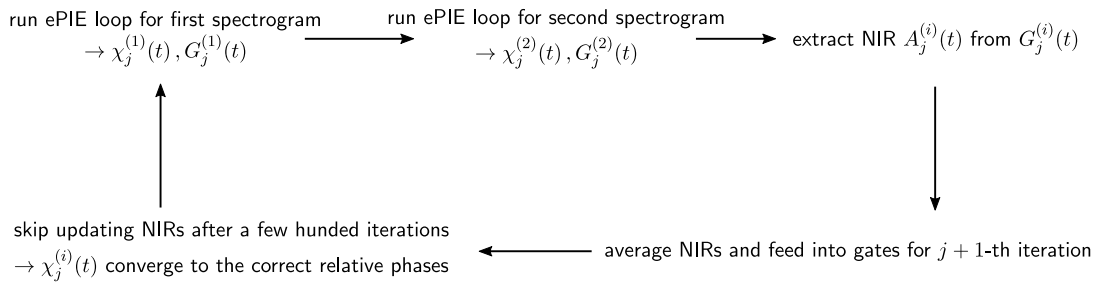 run ePIE loop for first spectrogram
→ χ_j^{(1)}(t) , G_j^{(1)}(t)
run ePIE loop for second spectrogram
→ χ_j^{(2)}(t) , G_j^{(2)}(t)
extract NIR A_j^{(i)}(t) from G_j^{(i)}(t)
average NIRs and feed into gates for j + 1-th iteration
skip updating NIRs after a few hunded iterations
→ χ_j^{(i)}(t) converge to the correct relative phases